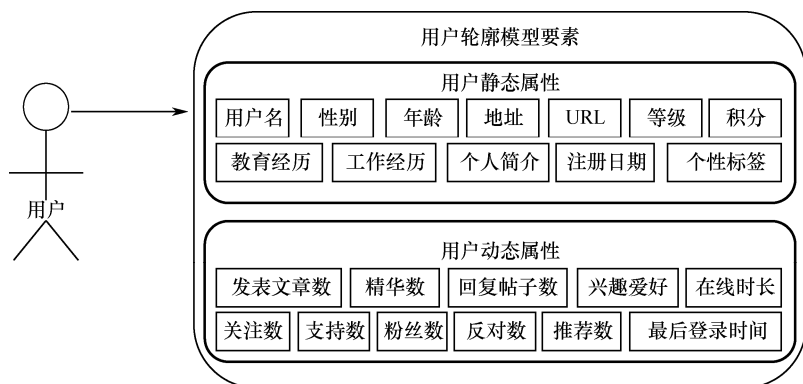 用户轮廓模型要素
用户静态属性
用户名 性别 年龄 地址 URL 等级 积分
教育经历 工作经历 个人简介 注册日期 个性标签
用户
用户动态属性
发表文章数 精华数 回复帖子数 兴趣爱好 在线时长
关注数 支持数 粉丝数 反对数 推荐数 最后登录时间